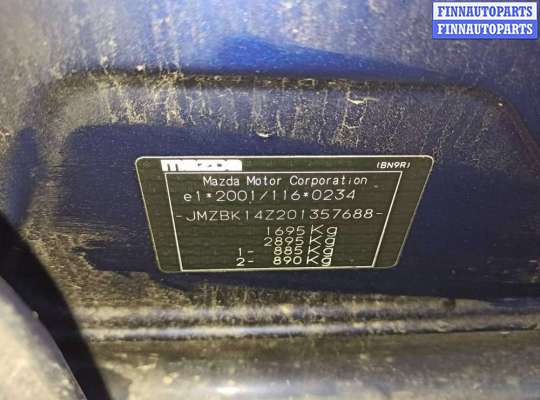 FINNAUTOPARTS
FINNAUTOPARTS
mazda (BN9R)
Mazda Motor Corporation
e1*2001/116*0234
-JMZBK14Z201357688-
1695Kg
2895Kg
1- 885Kg
2- 890Kg